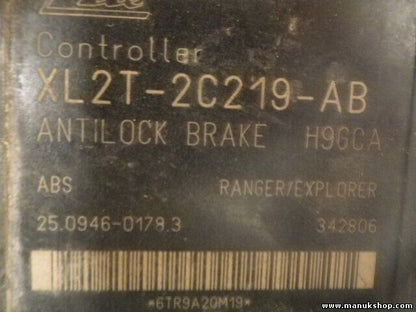 Controller
XL2T-2C219-AB
ANTILOCK BRAKE H9GCA
ABS RANGER/EXPLORER
25.0946-0178.3 342806
*6TR9A20M19*
www.manukshop.com